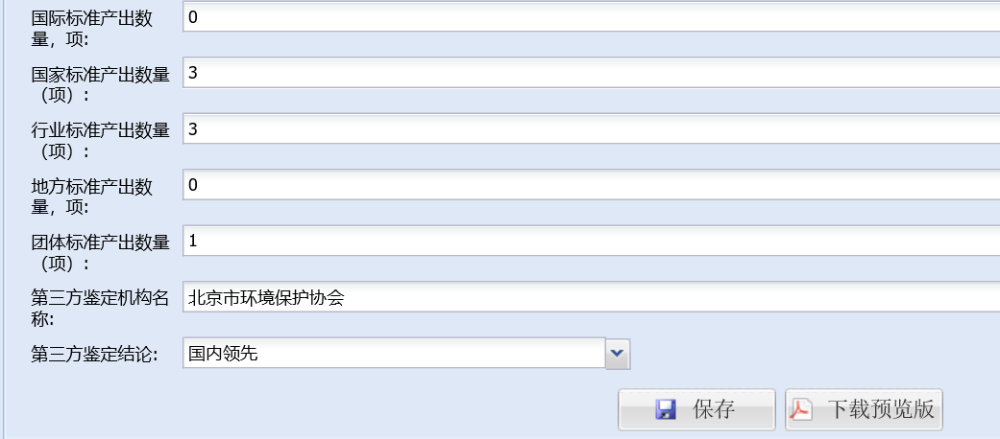 国际标准产出数
量，项:
0
国家标准产出数量
（项）:
3
行业标准产出数量
（项）:
3
地方标准产出数
量，项:
0
团体标准产出数量
（项）:
1
第三方鉴定机构名
称:
北京市环境保护协会
第三方鉴定结论:
国内领先
保存
下载预览版